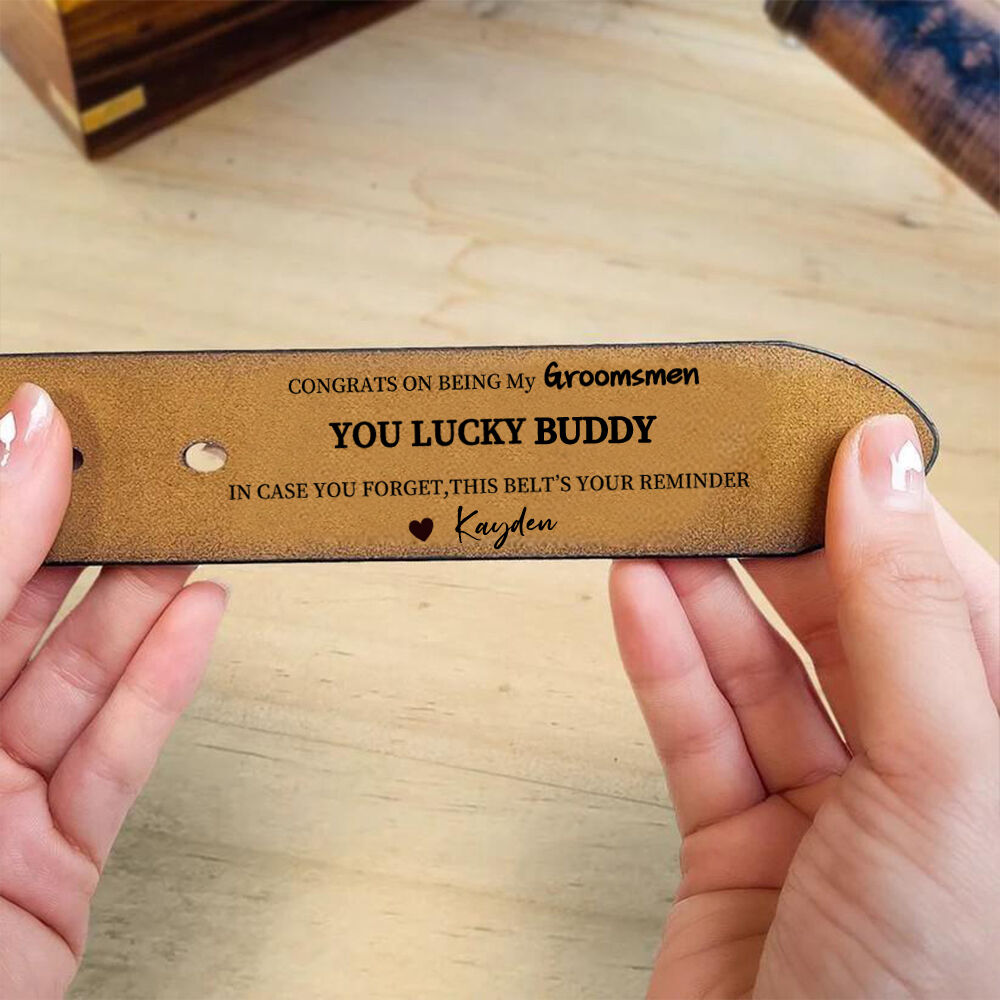 CONGRATS ON BEING My Groomsmen
YOU LUCKY BUDDY
IN CASE YOU FORGET,THIS BELT'S YOUR REMINDER
Kayden